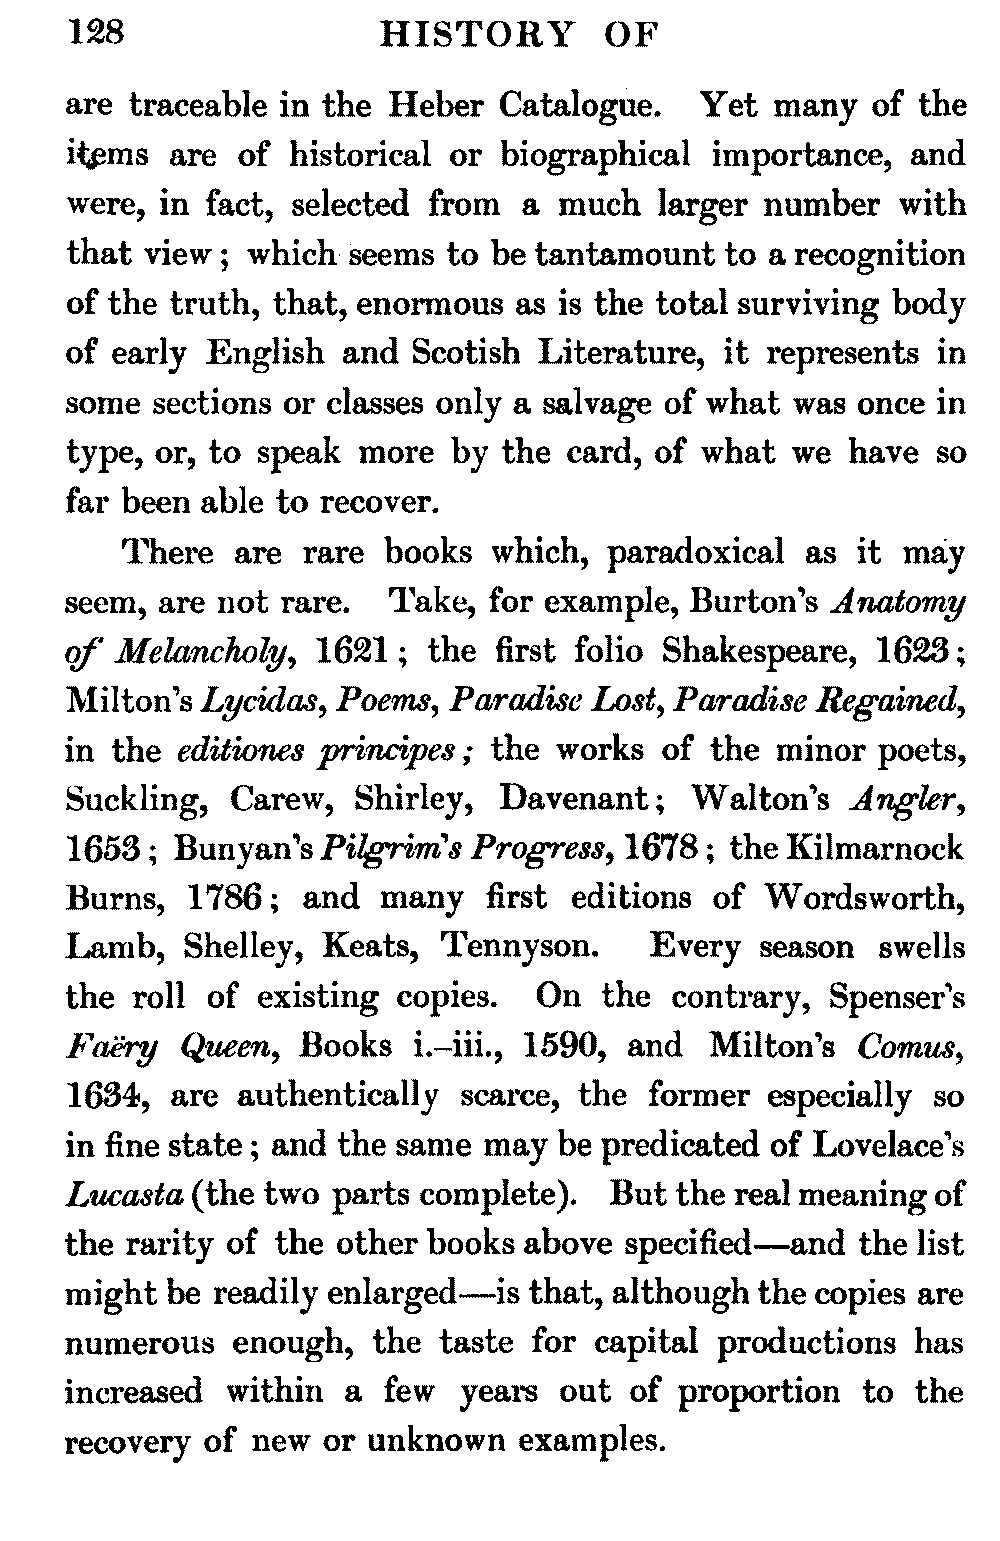 128 HISTORY OF
are traceable in the Heber Catalogue. Yet many of the
items are of historical or biographical importance, and
were, in fact, selected from a much larger number with
that view; which seems to be tantamount to a recognition
of the truth, that, enormous as is the total surviving body
of early English and Scotish Literature, it represents in
some sections or classes only a salvage of what was once in
type, or, to speak more by the card, of what we have so
far been able to recover.
There are rare books which, paradoxical as it may
seem, are not rare. Take, for example, Burton's Anatomy
of Melancholy, 1621; the first folio Shakespeare, 1623;
Milton's Lycidas, Poems, Paradise Lost, Paradise Regained,
in the editiones principes; the works of the minor poets,
Suckling, Carew, Shirley, Davenant; Walton's Angler,
1653; Bunyan's Pilgrim's Progress, 1678; the Kilmarnock
Burns, 1786; and many first editions of Wordsworth,
Lamb, Shelley, Keats, Tennyson. Every season swells
the roll of existing copies. On the contrary, Spenser's
Faëry Queen, Books i.–iii., 1590, and Milton's Comus,
1634, are authentically scarce, the former especially so
in fine state; and the same may be predicated of Lovelace's
Lucasta (the two parts complete). But the real meaning of
the rarity of the other books above specified—and the list
might be readily enlarged—is that, although the copies are
numerous enough, the taste for capital productions has
increased within a few years out of proportion to the
recovery of new or unknown examples.